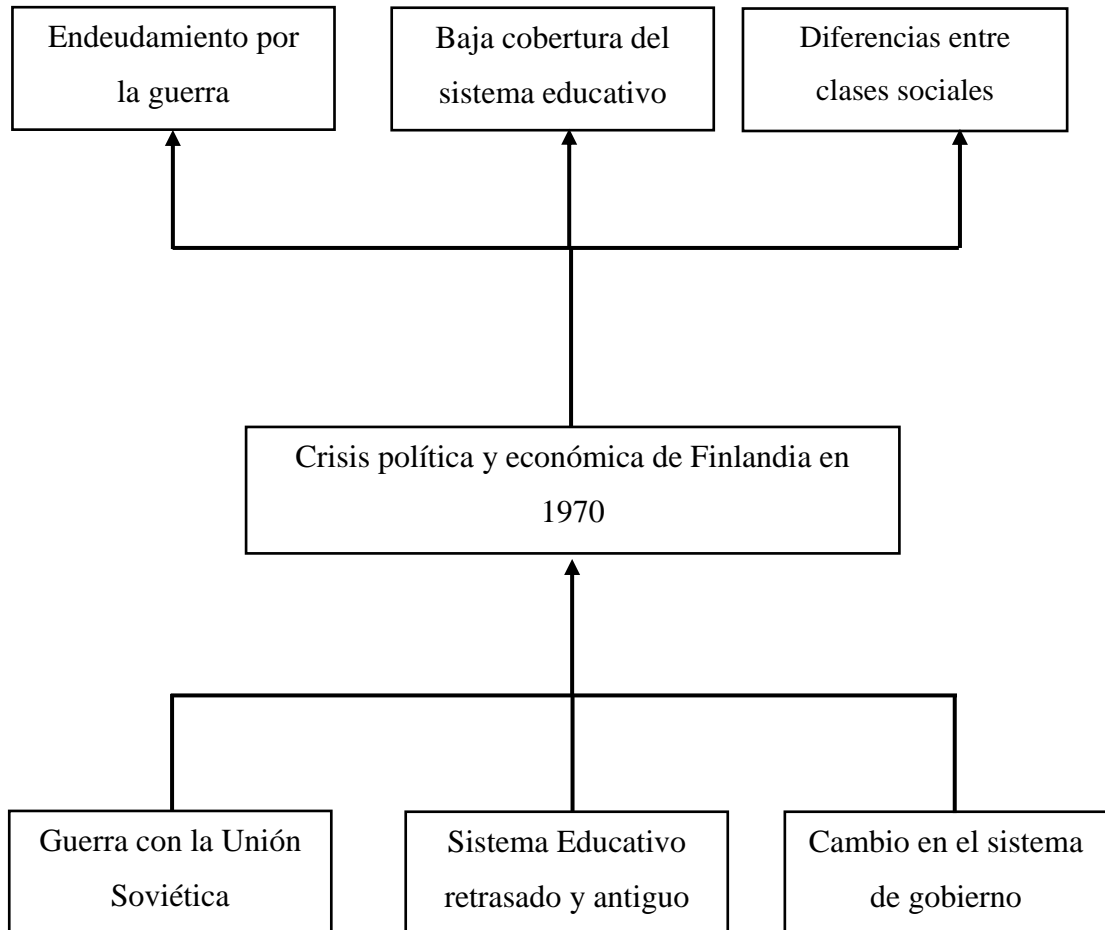 Endeudamiento por
la guerra
Baja cobertura del
sistema educativo
Diferencias entre
clases sociales
Crisis política y económica de Finlandia en
1970
Guerra con la Unión
Soviética
Sistema Educativo
retrasado y antiguo
Cambio en el sistema
de gobierno